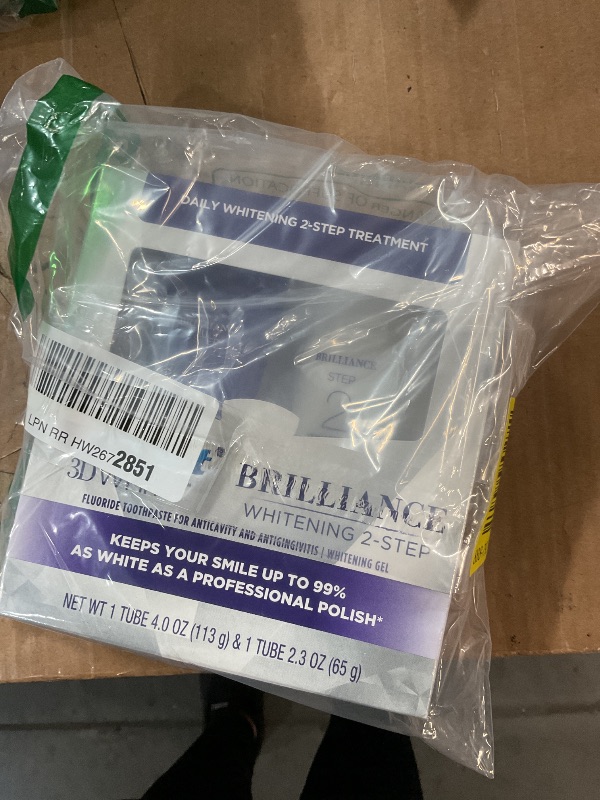 DAILY WHITENING 2-STEP TREATMENT
BRILLIANCE
STEP
2
LPN RR HW2672851
3D
BRILLIANCE
WHITENING 2-STEP
FLUORIDE TOOTHPASTE FOR ANTICAVITY AND ANTIGINGIVITIS | WHITENING GEL
KEEPS YOUR SMILE UP TO 99%
AS WHITE AS A PROFESSIONAL POLISH*
NET WT 1 TUBE 4.0 OZ (113 g) & 1 TUBE 2.3 OZ (65 g)